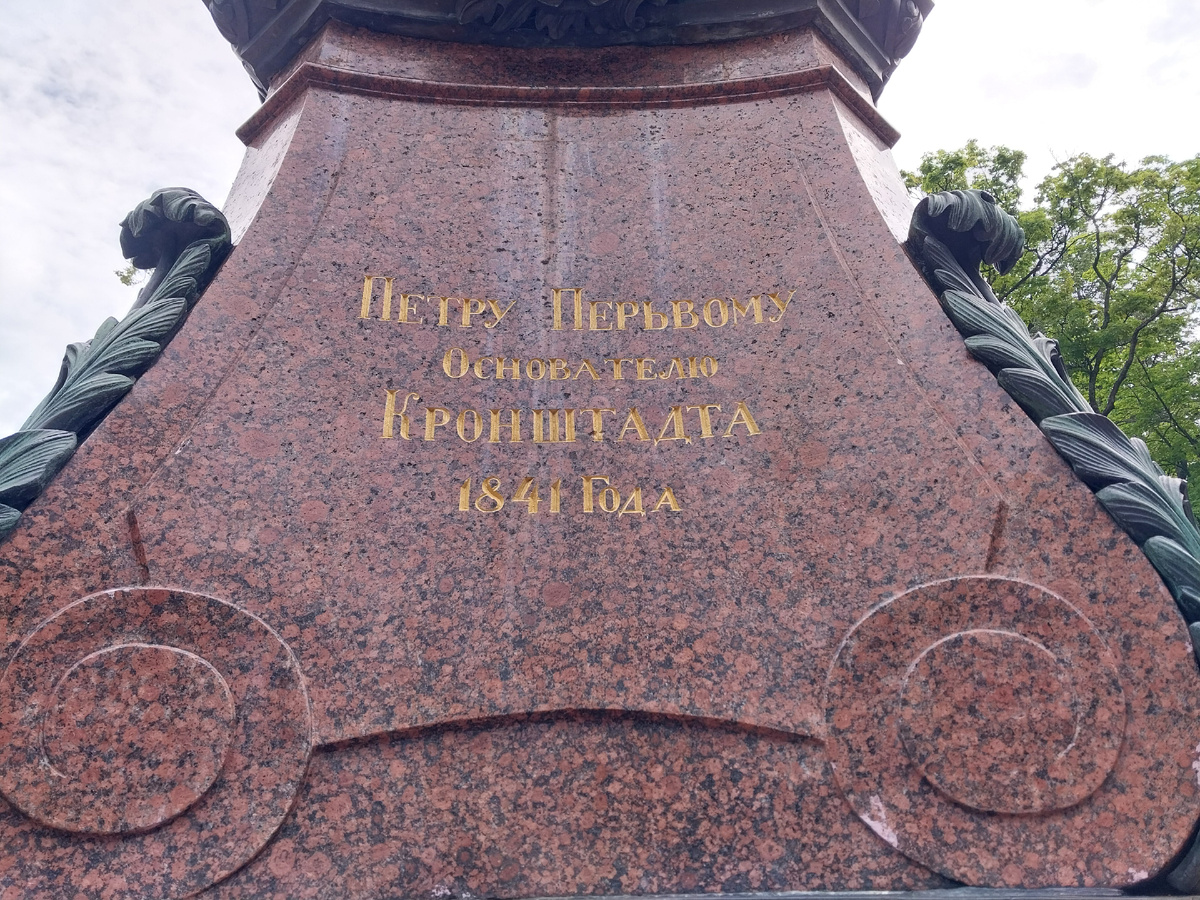 Петру Перьвому
Основателю
Кронштадта
1841 Года